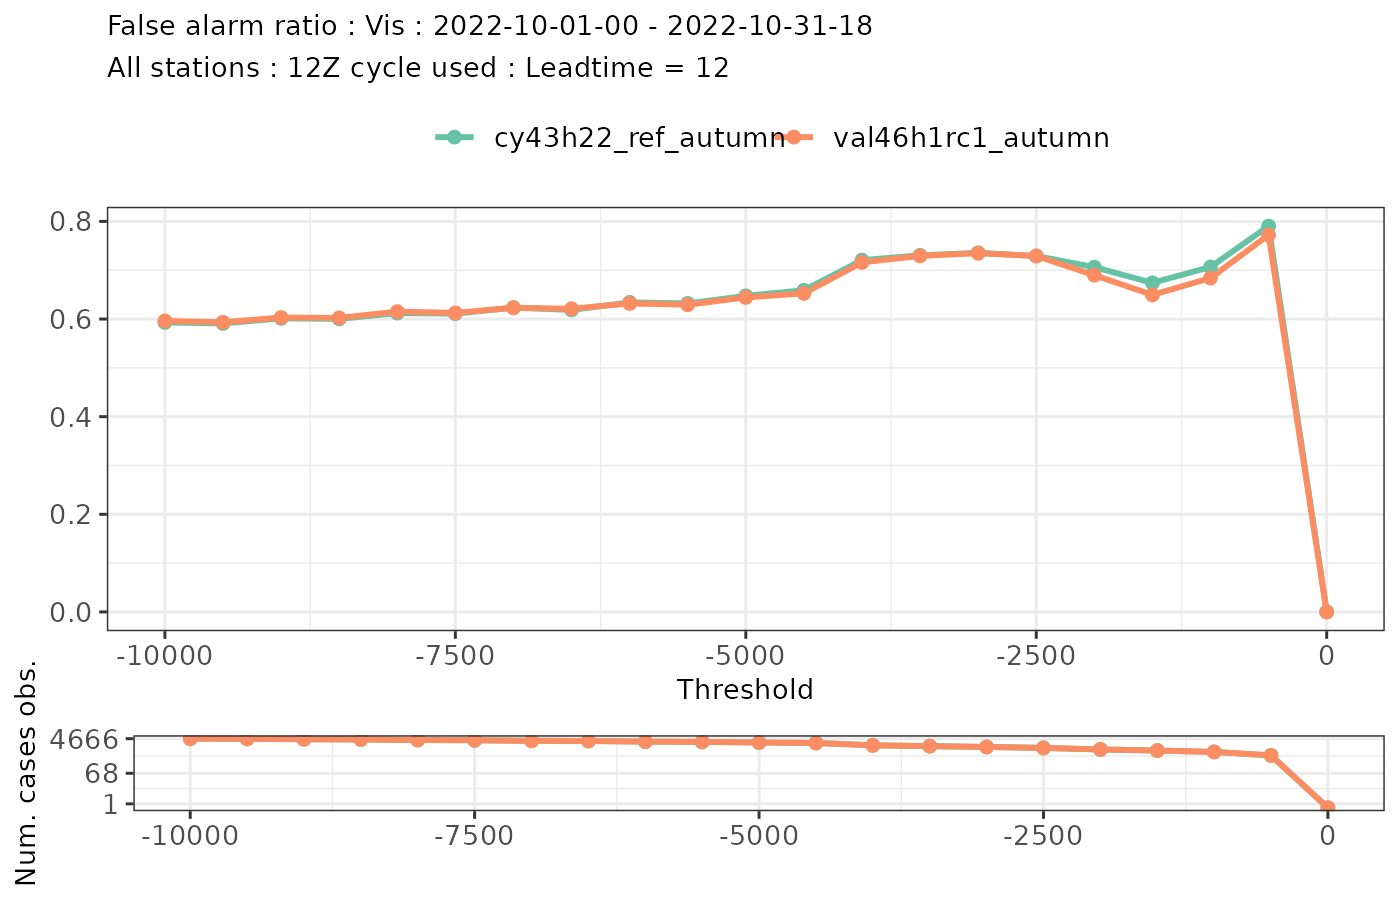 False alarm ratio : Vis : 2022-10-01-00 - 2022-10-31-18
All stations : 12Z cycle used : Leadtime = 12
cy43h22_ref_autumn val46h1rc1_autumn
0.8
0.6
0.4
0.2
0.0
-10000 -7500 -5000 -2500 0
Threshold
Num. cases obs.
4666
68
1
-10000 -7500 -5000 -2500 0